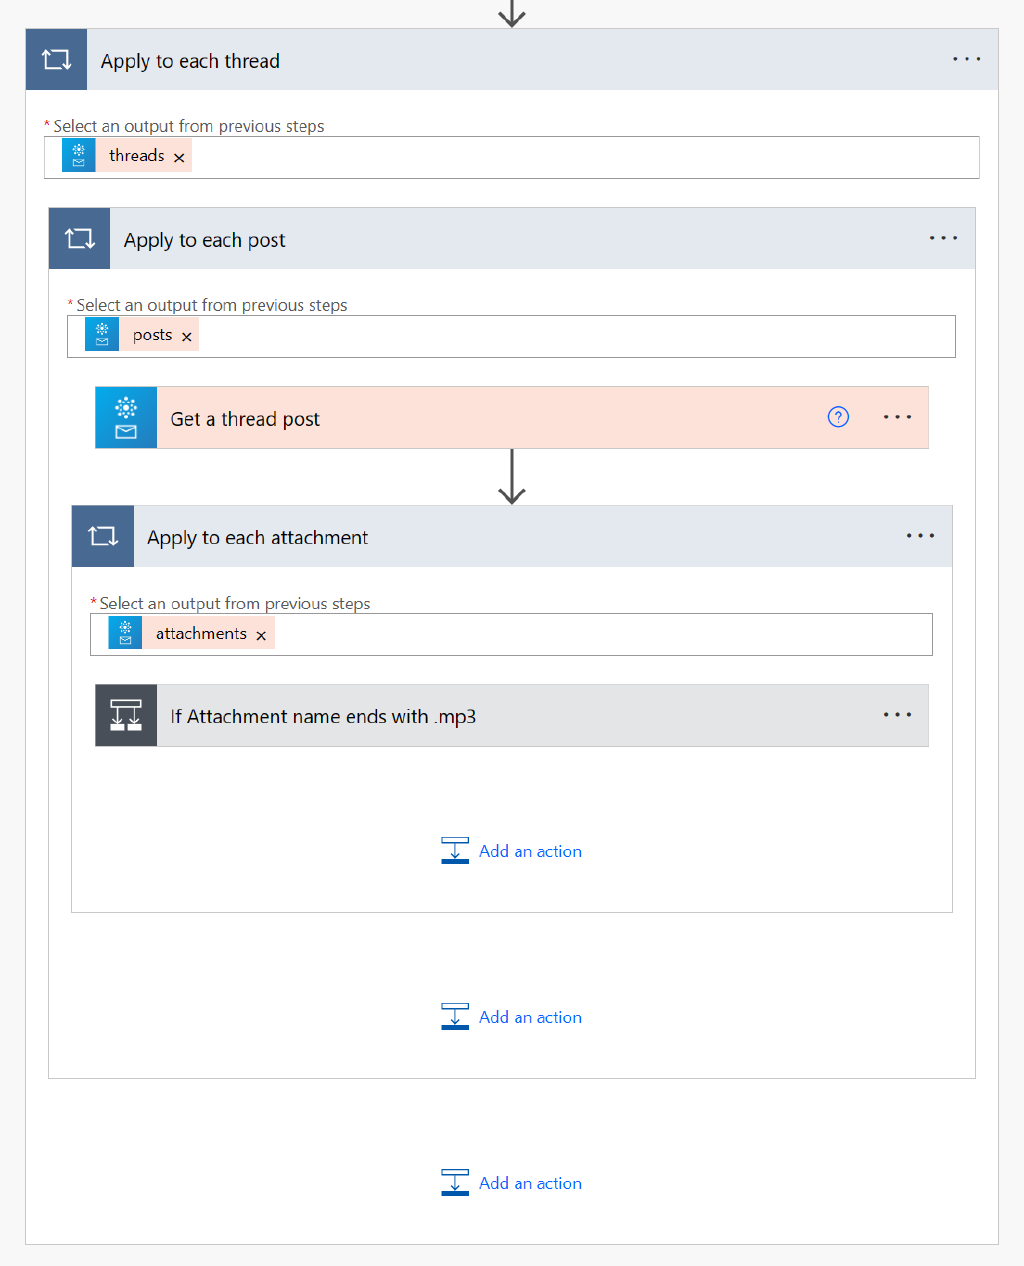 Apply to each thread
* Select an output from previous steps
threads ×
Apply to each post
* Select an output from previous steps
posts ×
Get a thread post
?
Apply to each attachment
* Select an output from previous steps
attachments ×
If Attachment name ends with .mp3
Add an action
Add an action
Add an action